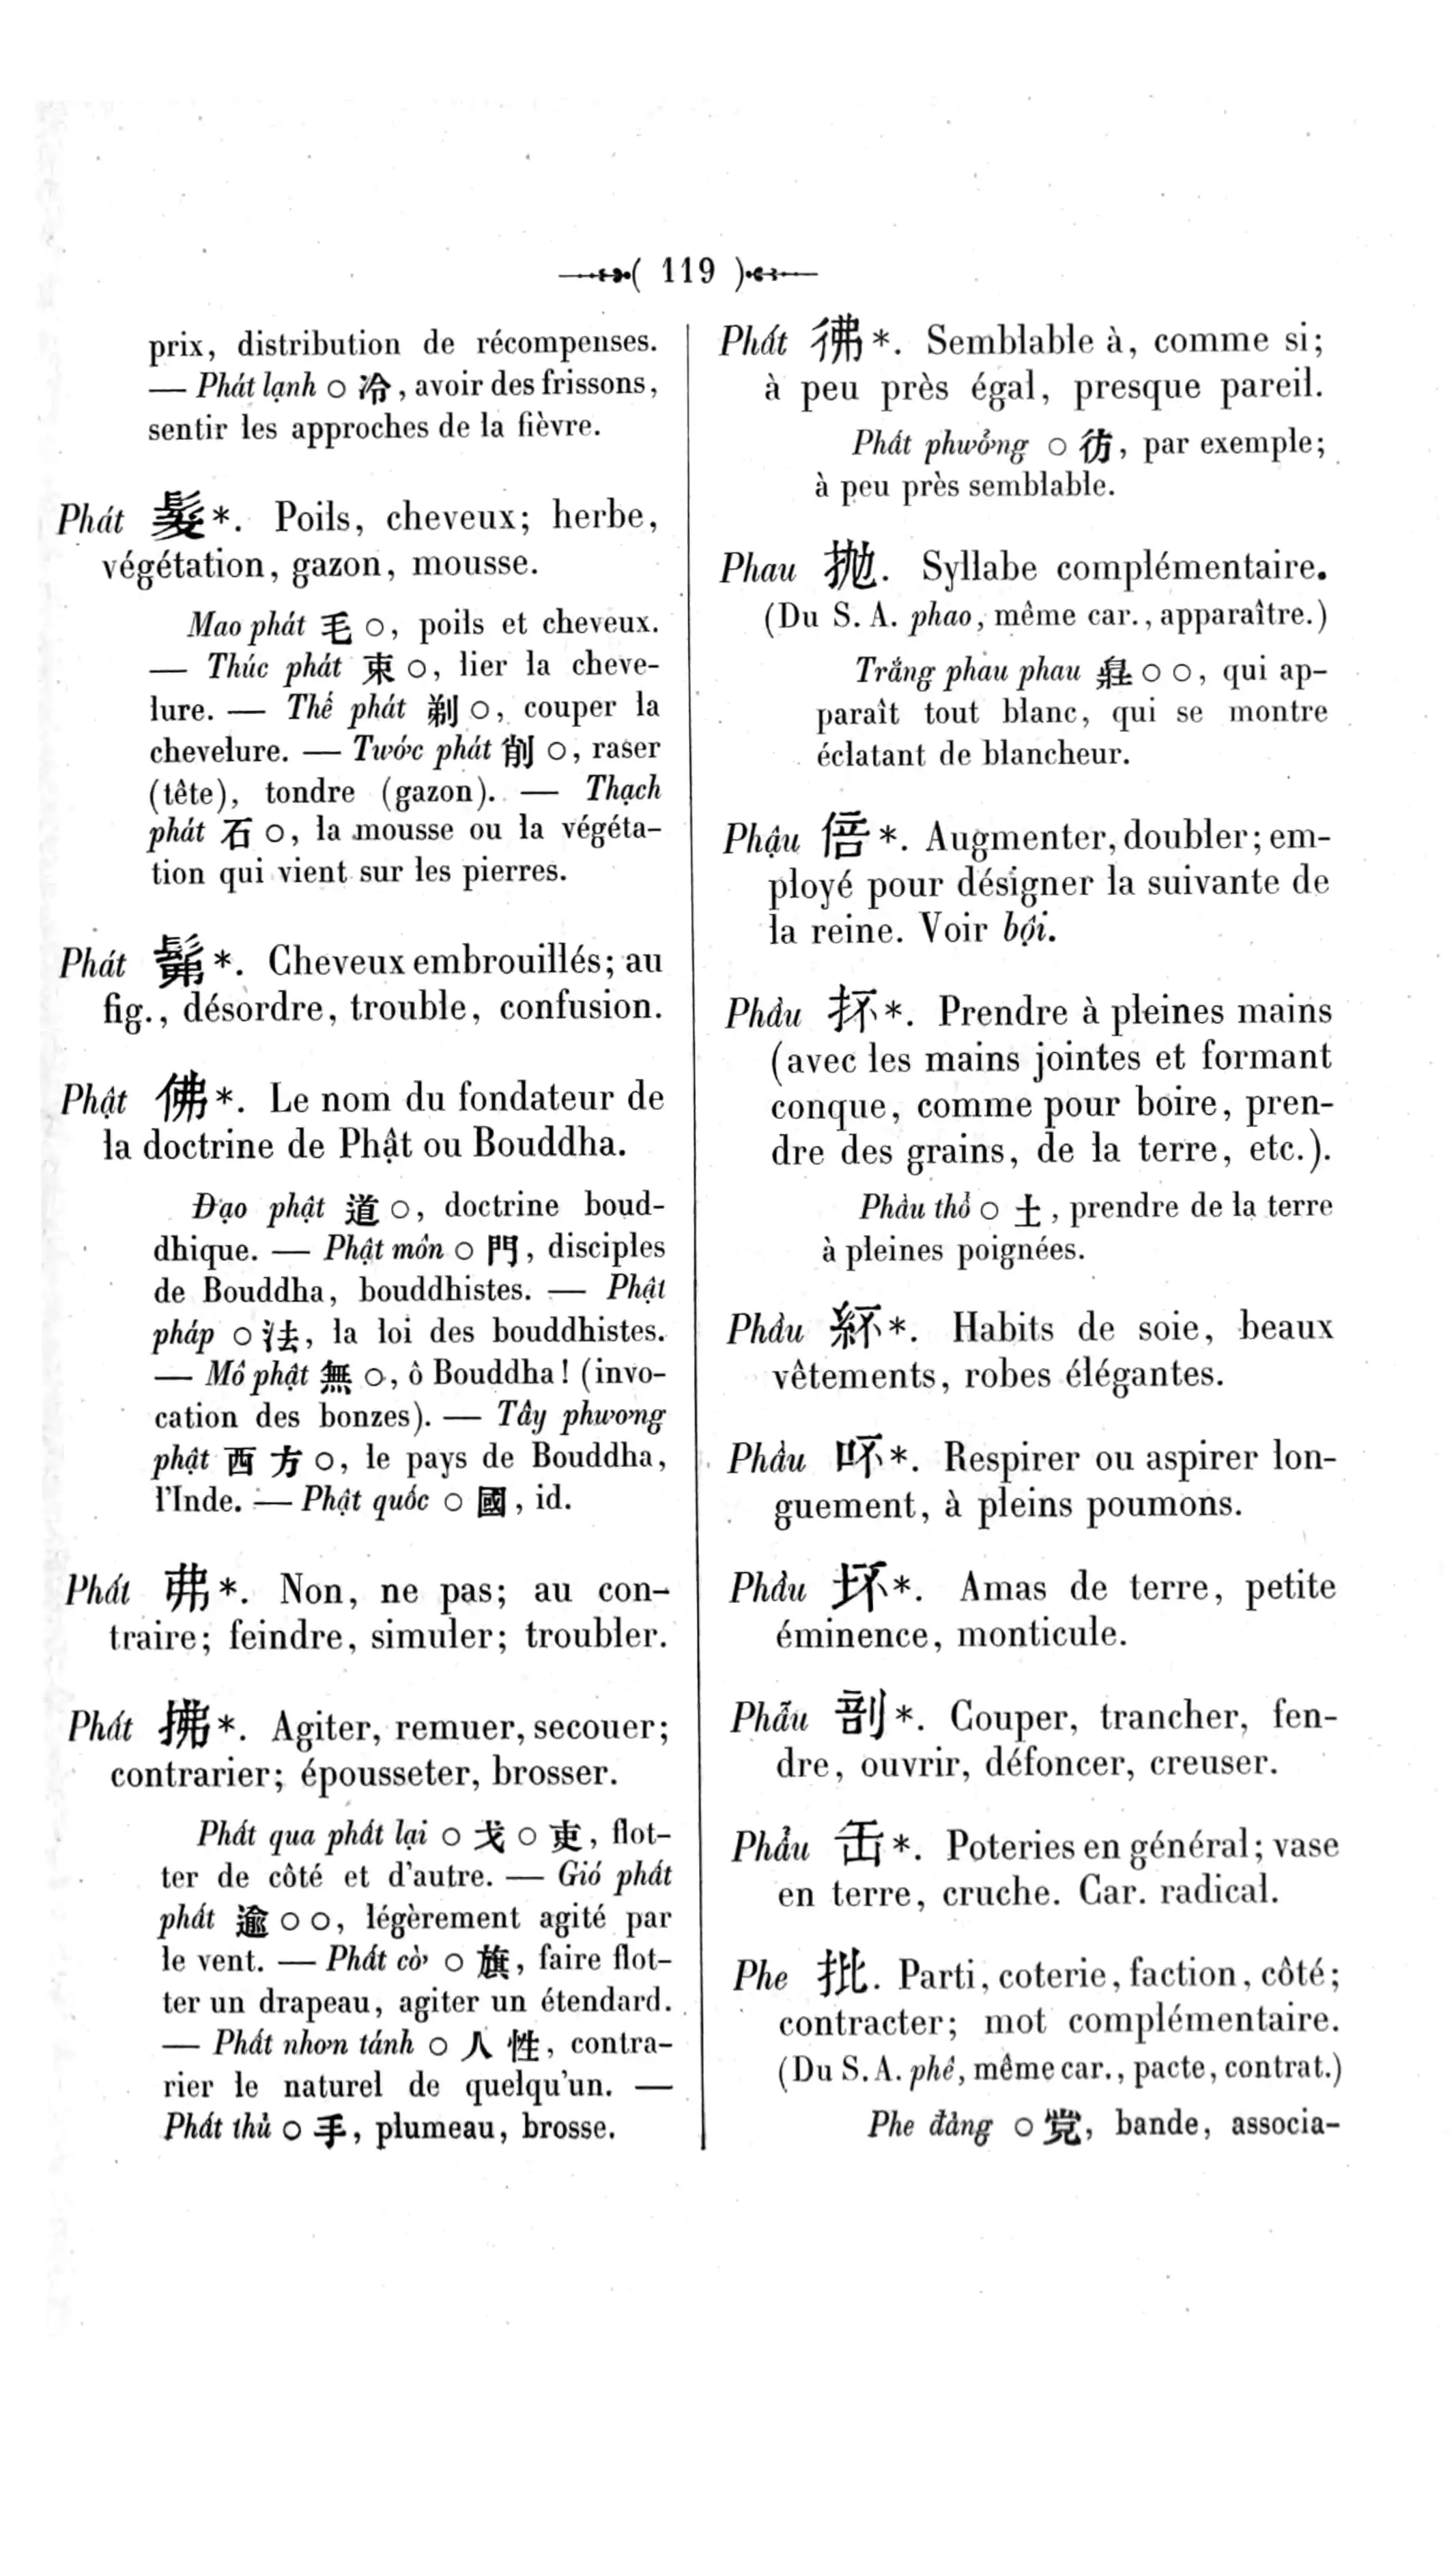 ( 119 )
prix, distribution de récompenses.
— Phát lạnh ○ 冷, avoir des frissons,
sentir les approches de la fièvre.
Phát 髮*. Poils, cheveux; herbe,
végétation, gazon, mousse.
Mao phát 毛 ○, poils et cheveux.
— Thúc phát 束 ○, lier la cheve-
lure. — Thế phát 剃 ○, couper la
chevelure. — Tước phát 削 ○, raser
(tête), tondre (gazon). — Thạch
phát 石 ○, la mousse ou la végéta-
tion qui vient sur les pierres.
Phát 髴*. Cheveux embrouillés; au
fig., désordre, trouble, confusion.
Phật 佛*. Le nom du fondateur de
la doctrine de Phật ou Bouddha.
Đạo phật 道 ○, doctrine boud-
dhique. — Phật môn ○ 門, disciples
de Bouddha, bouddhistes. — Phật
pháp ○ 法, la loi des bouddhistes.
— Mô phật 無 ○, ô Bouddha! (invo-
cation des bonzes). — Tây phương
phật 西 方 ○, le pays de Bouddha,
l'Inde. — Phật quốc ○ 國, id.
Phất 弗*. Non, ne pas; au con-
traire; feindre, simuler; troubler.
Phất 拂*. Agiter, remuer, secouer;
contrarier; épousseter, brosser.
Phất qua phất lại ○ 戈 ○ 吏, flot-
ter de côté et d'autre. — Gió phất
phất 逾 ○ ○, légèrement agité par
le vent. — Phất cờ ○ 旗, faire flot-
ter un drapeau, agiter un étendard.
— Phất nhơn tánh ○ 人 性, contra-
rier le naturel de quelqu'un. —
Phất thủ ○ 手, plumeau, brosse.
Phất 彿*. Semblable à, comme si;
à peu près égal, presque pareil.
Phất phưởng ○ 彷, par exemple;
à peu près semblable.
Phau 拋. Syllabe complémentaire.
(Du S. A. phao, même car., apparaître.)
Trắng phau phau ○ ○, qui ap-
paraît tout blanc, qui se montre
éclatant de blancheur.
Phậu 倍*. Augmenter, doubler; em-
ployé pour désigner la suivante de
la reine. Voir bội.
Phầu 抔*. Prendre à pleines mains
(avec les mains jointes et formant
conque, comme pour boire, pren-
dre des grains, de la terre, etc.).
Phầu thổ ○ 土, prendre de la terre
à pleines poignées.
Phầu 紑*. Habits de soie, beaux
vêtements, robes élégantes.
Phầu 吥*. Respirer ou aspirer lon-
guement, à pleins poumons.
Phầu 坏*. Amas de terre, petite
éminence, monticule.
Phẫu 剖*. Couper, trancher, fen-
dre, ouvrir, défoncer, creuser.
Phẩu 缶*. Poteries en général; vase
en terre, cruche. Car. radical.
Phe 批. Parti, coterie, faction, côté;
contracter; mot complémentaire.
(Du S. A. phê, même car., pacte, contrat.)
Phe đảng ○ 党, bande, associa-